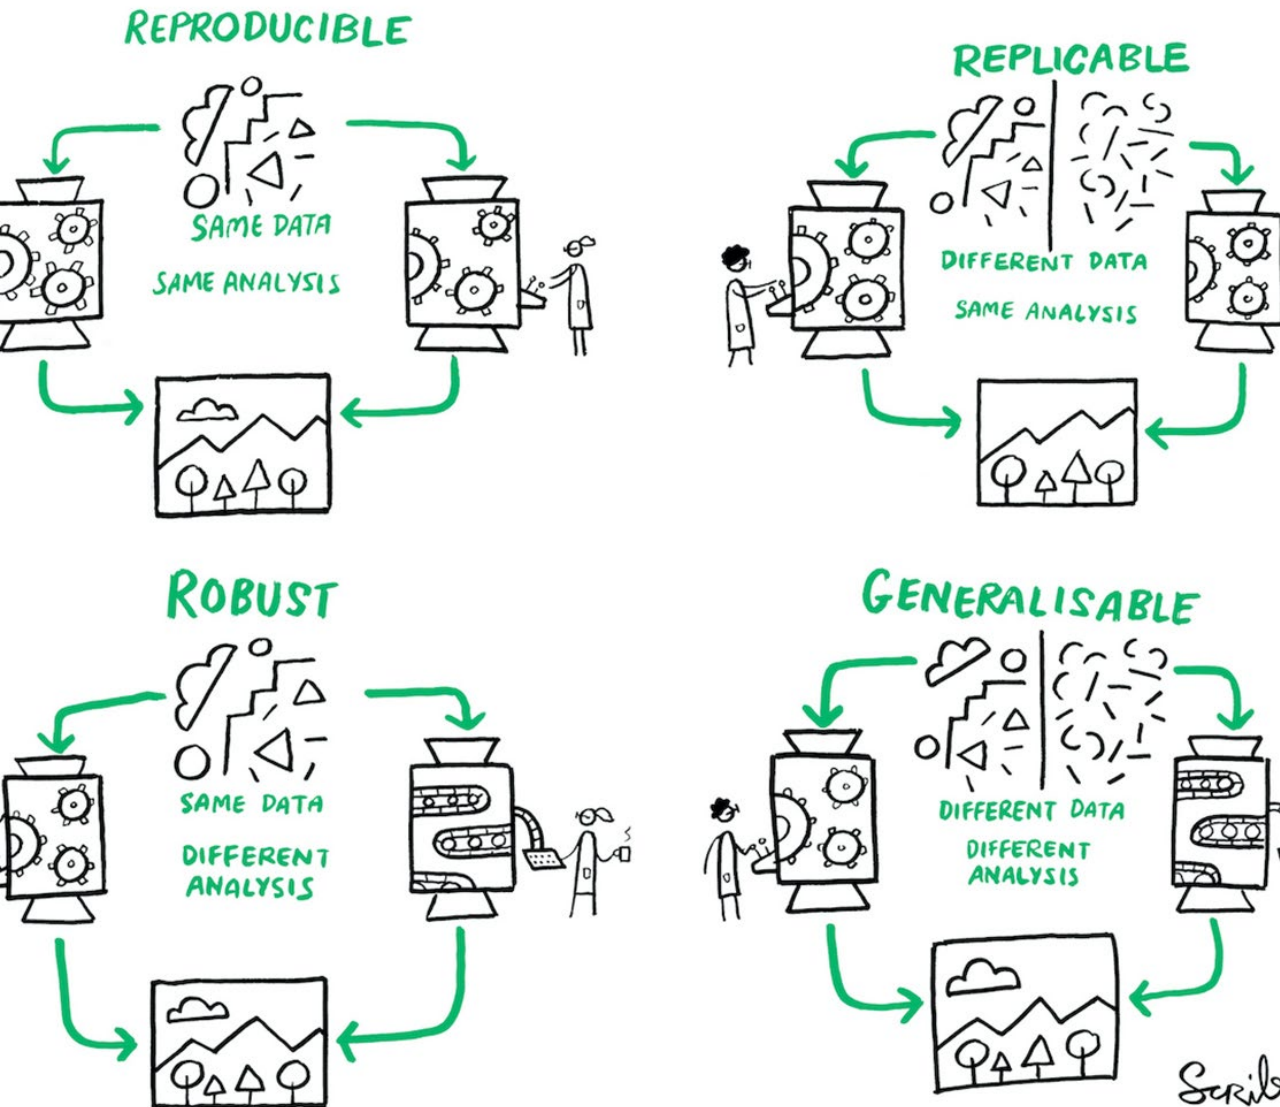 REPRODUCIBLE
SAME DATA
SAME ANALYSIS
REPLICABLE
DIFFERENT DATA
SAME ANALYSIS
ROBUST
SAME DATA
DIFFERENT
ANALYSIS
GENERALISABLE
DIFFERENT DATA
DIFFERENT
ANALYSIS